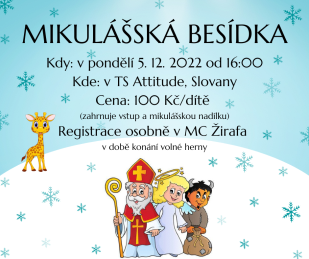 MIKULÁŠSKÁ BESÍDKA
Kdy: v pondělí 5. 12. 2022 od 16:00
Kde: v TS Attitude, Slovany
Cena: 100 Kč/dítě
(zahrnuje vstup a mikulášskou nadílku)
Registrace osobně v MC Žirafa
v době konání volné herny